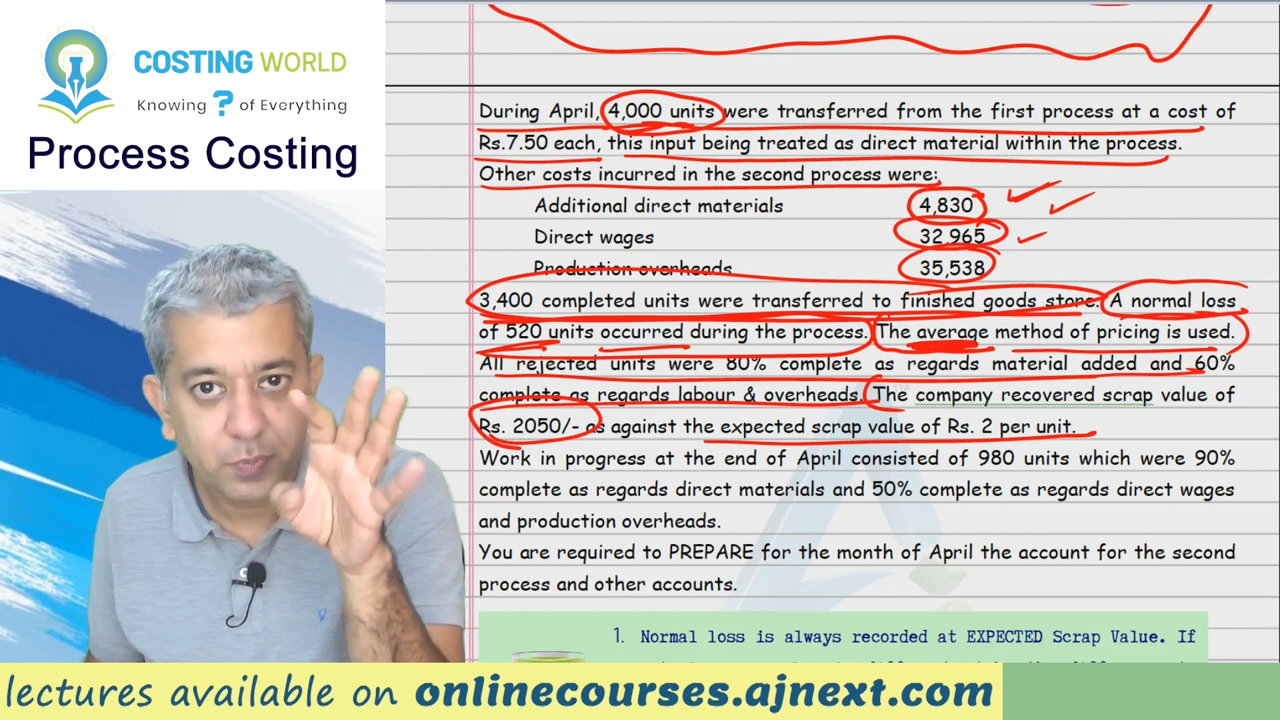 COSTING WORLD
Knowing ? of Everything
Process Costing
During April, 4,000 units were transferred from the first process at a cost of
Rs.7.50 each, this input being treated as direct material within the process.
Other costs incurred in the second process were:
Additional direct materials 4,830
Direct wages 32,965
Production overheads 35,538
3,400 completed units were transferred to finished goods store. A normal loss
of 520 units occurred during the process. The average method of pricing is used.
All rejected units were 80% complete as regards material added and 60%
complete as regards labour & overheads. The company recovered scrap value of
Rs. 2050/- as against the expected scrap value of Rs. 2 per unit.
Work in progress at the end of April consisted of 980 units which were 90%
complete as regards direct materials and 50% complete as regards direct wages
and production overheads.
You are required to PREPARE for the month of April the account for the second
process and other accounts.
1. Normal loss is always recorded at EXPECTED Scrap Value. If
lectures available on onlinecourses.ajnext.com